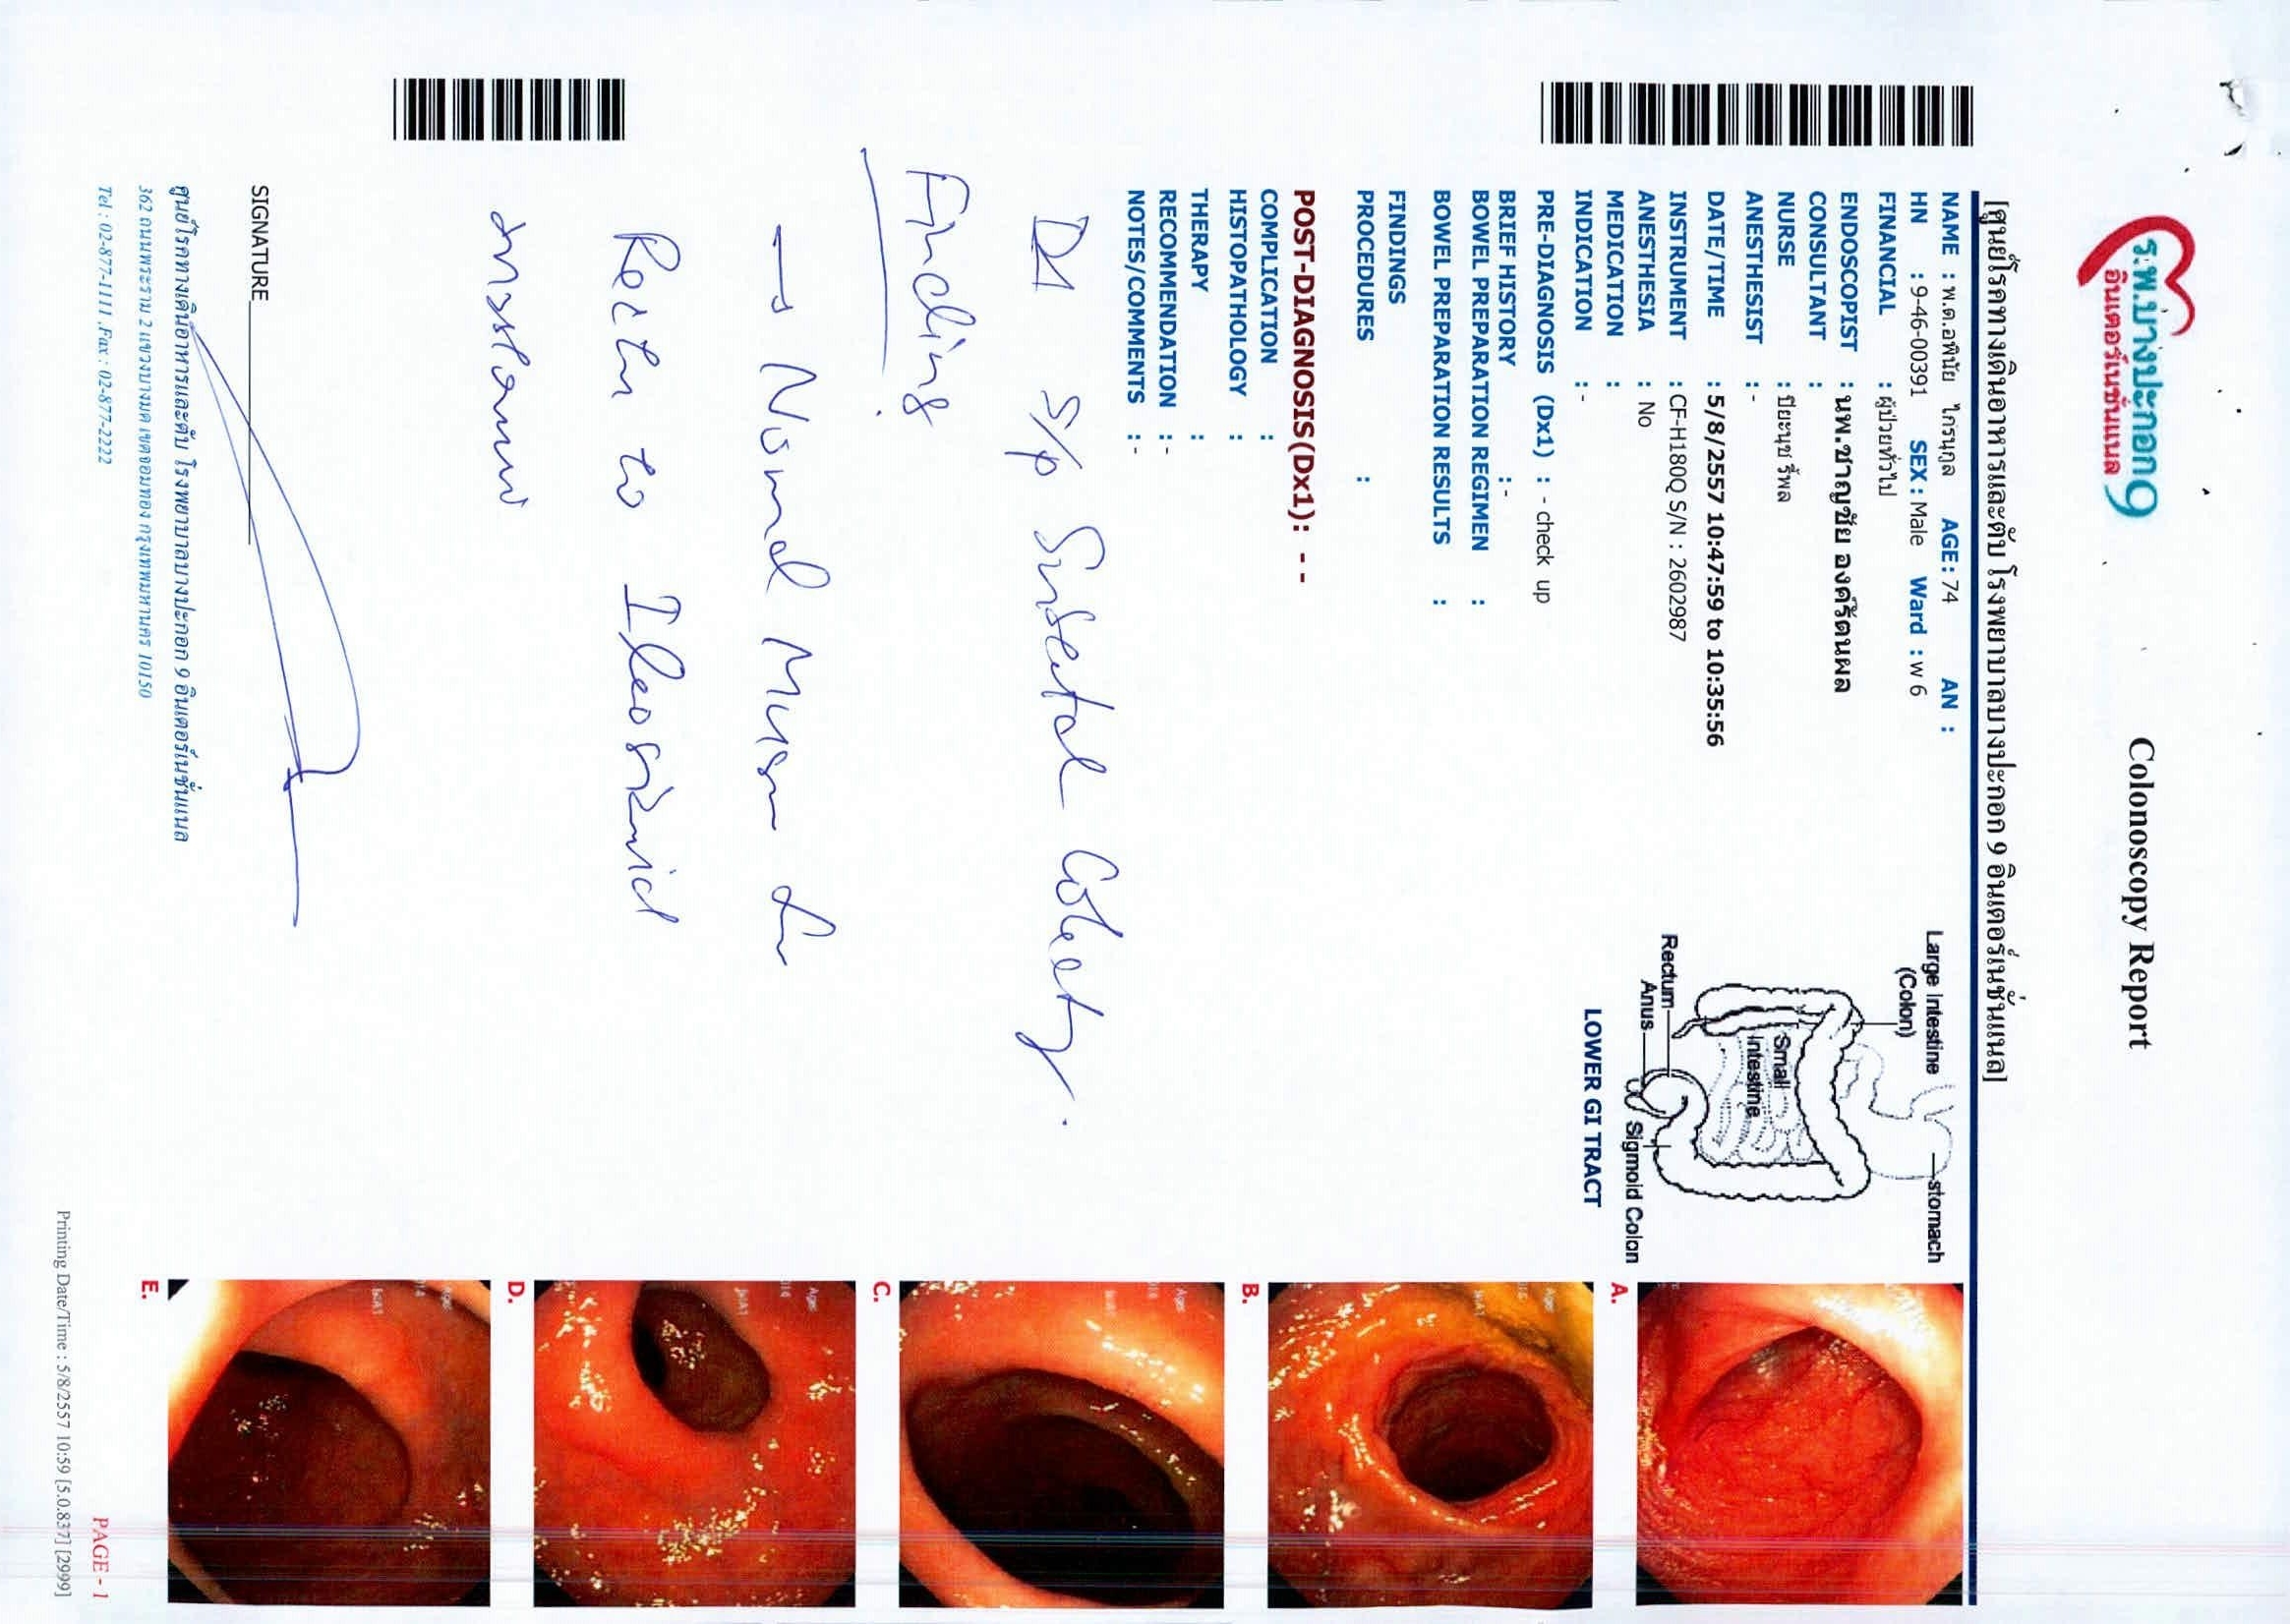 ร.พ.บางปะกอก 9
อินเตอร์เนชั่นแนล
Colonoscopy Report
[ศูนย์โรคทางเดินอาหารและตับ โรงพยาบาลบางปะกอก 9 อินเตอร์เนชั่นแนล]
NAME : พ.ต.อพินัย ไกรนุกูล AGE: 74 AN :
HN : 9-46-00391 SEX : Male Ward : W 6
FINANCIAL : ผู้ป่วยทั่วไป
ENDOSCOPIST : นพ.ชาญชัย องค์รัตนผล
CONSULTANT :
NURSE : ปิยะนุช รี้พล
ANESTHESIST : -
DATE/TIME : 5/8/2557 10:47:59 to 10:35:56
INSTRUMENT : CF-H180Q S/N : 2602987
ANESTHESIA : No
MEDICATION :
INDICATION : -
PRE-DIAGNOSIS (Dx1) : - check up
BRIEF HISTORY : -
BOWEL PREPARATION REGIMEN :
BOWEL PREPARATION RESULTS :
FINDINGS
PROCEDURES :
POST-DIAGNOSIS(Dx1): - -
COMPLICATION :
HISTOPATHOLOGY :
THERAPY :
RECOMMENDATION : -
NOTES/COMMENTS : -
Large Intestine
(Colon)
stomach
Small
Intestine
Rectum
Anus
Sigmoid Colon
LOWER GI TRACT
A.
B.
C.
D.
E.
S/P
Finding
→ Normal
to
SIGNATURE
ศูนย์โรคทางเดินอาหารและตับ โรงพยาบาลบางปะกอก 9 อินเตอร์เนชั่นแนล
362 ถนนพระราม 2 แขวงบางมด เขตจอมทอง กรุงเทพมหานคร 10150
Tel : 02-877-1111 ,Fax : 02-877-2222
PAGE - 1
Printing Date/Time : 5/8/2557 10:59 [5.0.837] [2999]